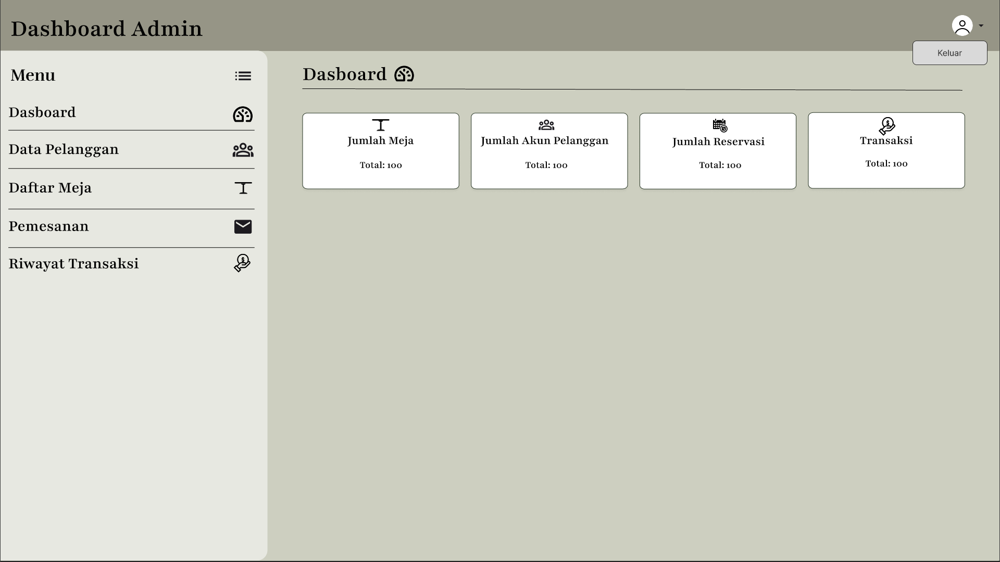 Dashboard Admin
Keluar
Menu
Dasboard
Data Pelanggan
Daftar Meja
Pemesanan
Riwayat Transaksi
Dasboard
Jumlah Meja
Total: 100
Jumlah Akun Pelanggan
Total: 100
Jumlah Reservasi
Total: 100
Transaksi
Total: 100